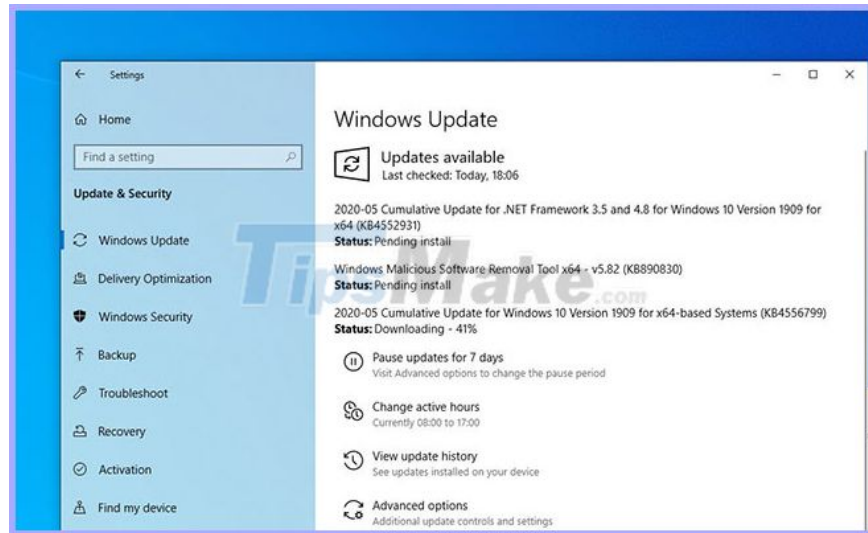 Settings
Home
Find a setting
Update & Security
Windows Update
Delivery Optimization
Windows Security
Backup
Troubleshoot
Recovery
Activation
Find my device
Windows Update
Updates available
Last checked: Today, 18:06
2020-05 Cumulative Update for .NET Framework 3.5 and 4.8 for Windows 10 Version 1909 for
x64 (KB4552931)
Status: Pending install
Windows Malicious Software Removal Tool x64 - v5.82 (KB890830)
Status: Pending install
2020-05 Cumulative Update for Windows 10 Version 1909 for x64-based Systems (KB4556799)
Status: Downloading - 41%
Pause updates for 7 days
Visit Advanced options to change the pause period
Change active hours
Currently 08:00 to 17:00
View update history
See updates installed on your device
Advanced options
Additional update controls and settings
TipsMake.com